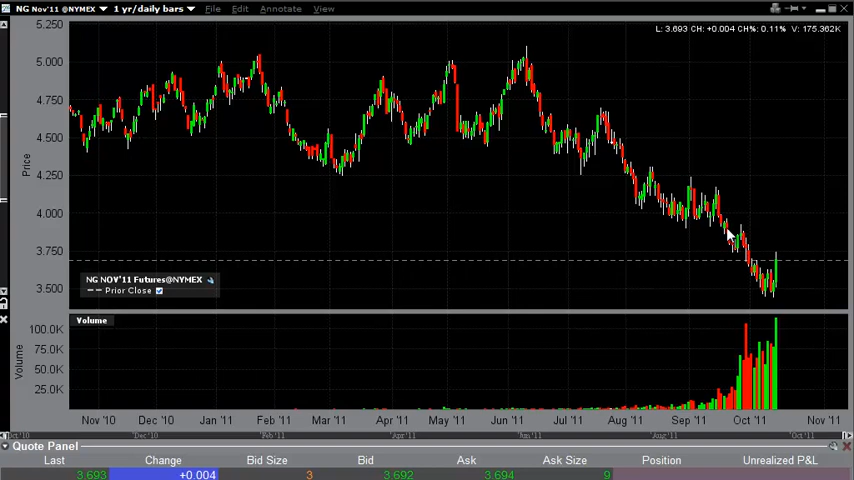 NG Nov'11 @NYMEX 1 yr/daily bars File Edit Annotate View
L: 3.693 CH: +0.004 CH%: 0.11% V: 175.362K
5.250
5.000
4.750
4.500
4.250
4.000
3.750
3.500
Price
NG NOV'11 Futures@NYMEX
Prior Close
Volume
100.0K
75.0K
50.0K
25.0K
Volume
Nov '10 Dec '10 Jan '11 Feb '11 Mar '11 Apr '11 May '11 Jun '11 Jul '11 Aug '11 Sep '11 Oct '11 Nov '11
Quote Panel
Last Change Bid Size Bid Ask Ask Size Position Unrealized P&L
3.693 +0.004 3 3.692 3.694 9